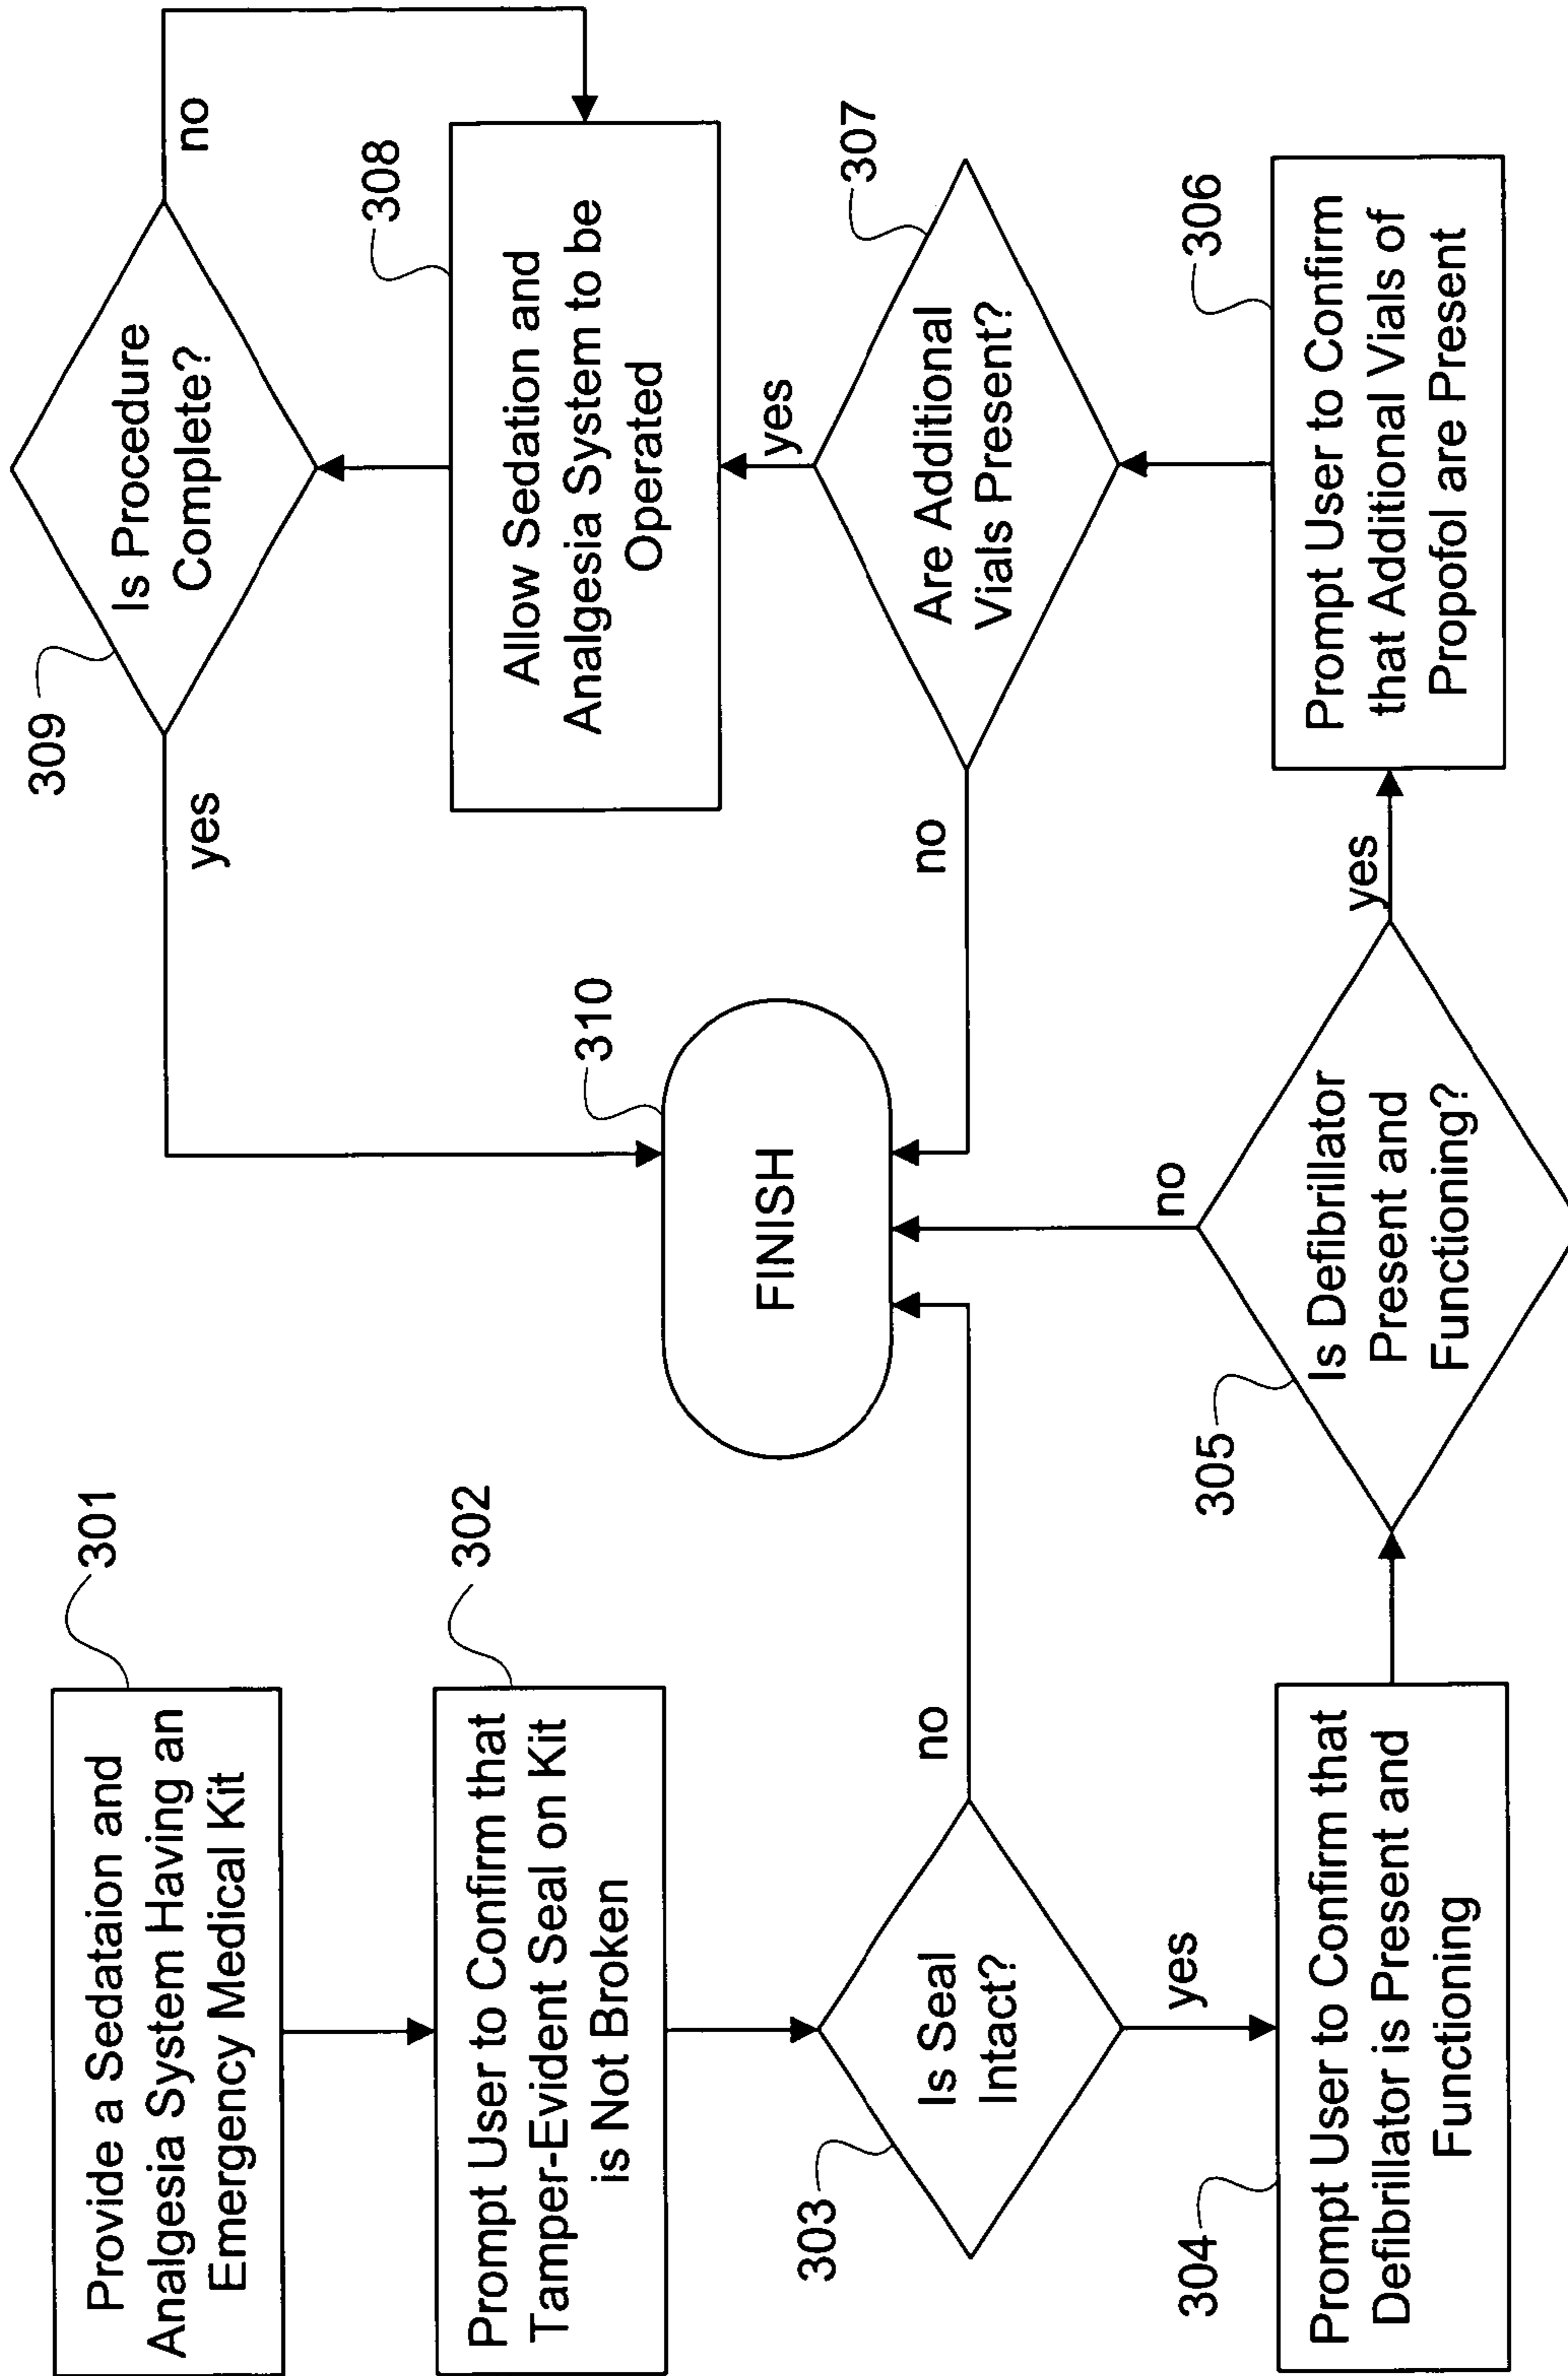 301
Provide a Sedataion and
Analgesia System Having an
Emergency Medical Kit
302
Prompt User to Confirm that
Tamper-Evident Seal on Kit
is Not Broken
303
Is Seal
Intact?
no
yes
304
Prompt User to Confirm that
Defibrillator is Present and
Functioning
305
Is Defibrillator
Present and
Functioning?
no
yes
306
Prompt User to Confirm
that Additional Vials of
Propofol are Present
307
Are Additional
Vials Present?
no
yes
308
Allow Sedation and
Analgesia System to be
Operated
309
Is Procedure
Complete?
yes
no
310
FINISH